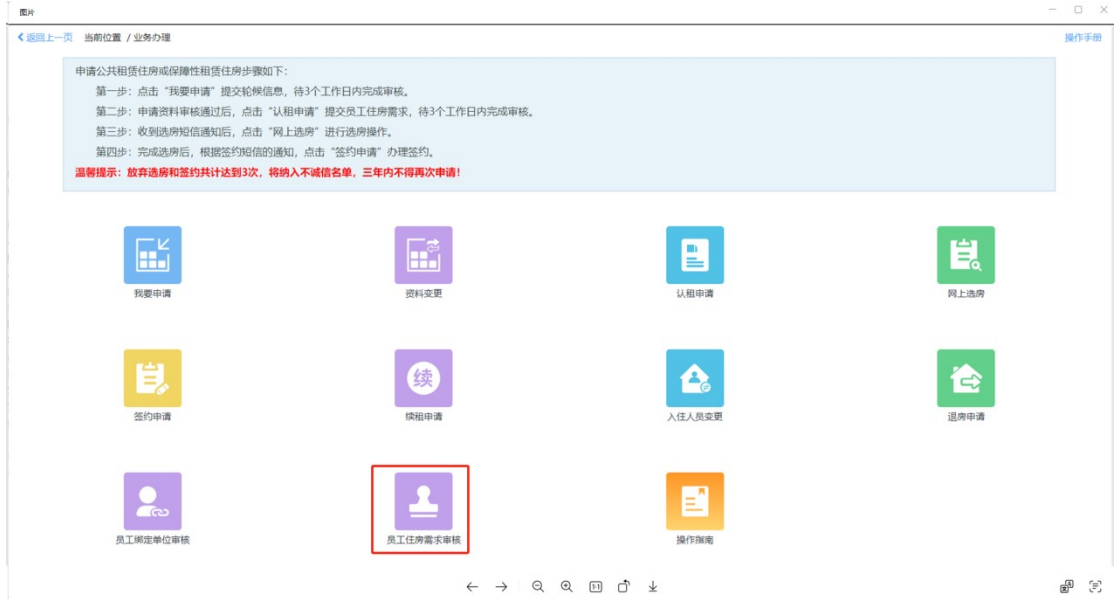 图片
返回上一页 当前位置 / 业务办理 操作手册
申请公共租赁住房或保障性租赁住房步骤如下：
第一步：点击“我要申请”提交轮候信息，待3个工作日内完成审核。
第二步：申请资料审核通过后，点击“认租申请”提交员工住房需求，待3个工作日内完成审核。
第三步：收到选房短信通知后，点击“网上选房”进行选房操作。
第四步：完成选房后，根据签约短信的通知，点击“签约申请”办理签约。
温馨提示：放弃选房和签约共计达到3次，将纳入不诚信名单，三年内不得再次申请！
我要申请 资料变更 认租申请 网上选房
续
签约申请 续租申请 入住人员变更 退房申请
员工绑定单位审核 员工住房需求审核 操作指南
1:1